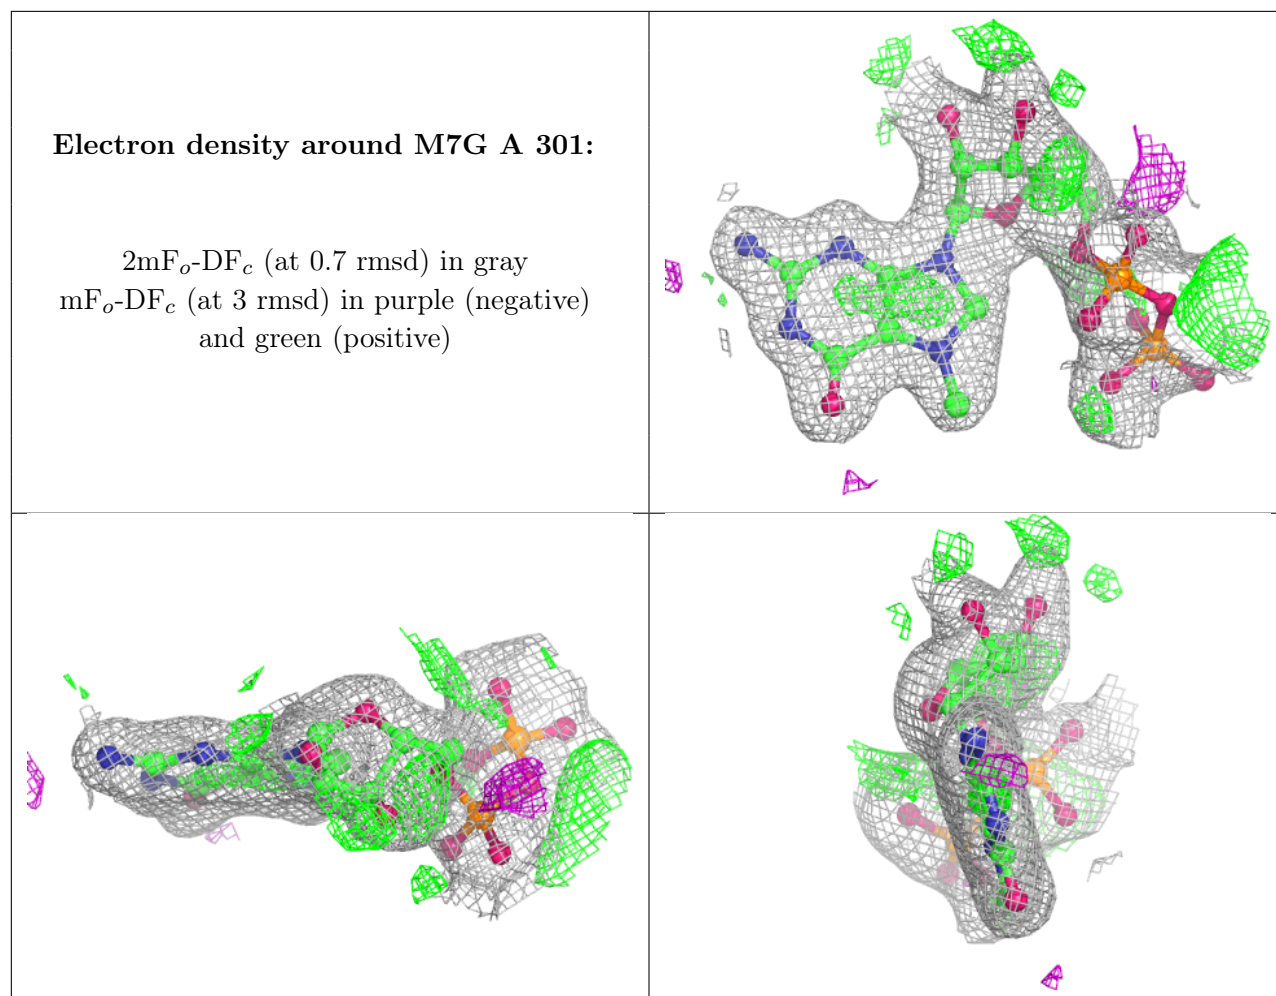 Electron density around M7G A 301:
2mFₒ-DF𝒸 (at 0.7 rmsd) in gray
mFₒ-DF𝒸 (at 3 rmsd) in purple (negative)
and green (positive)